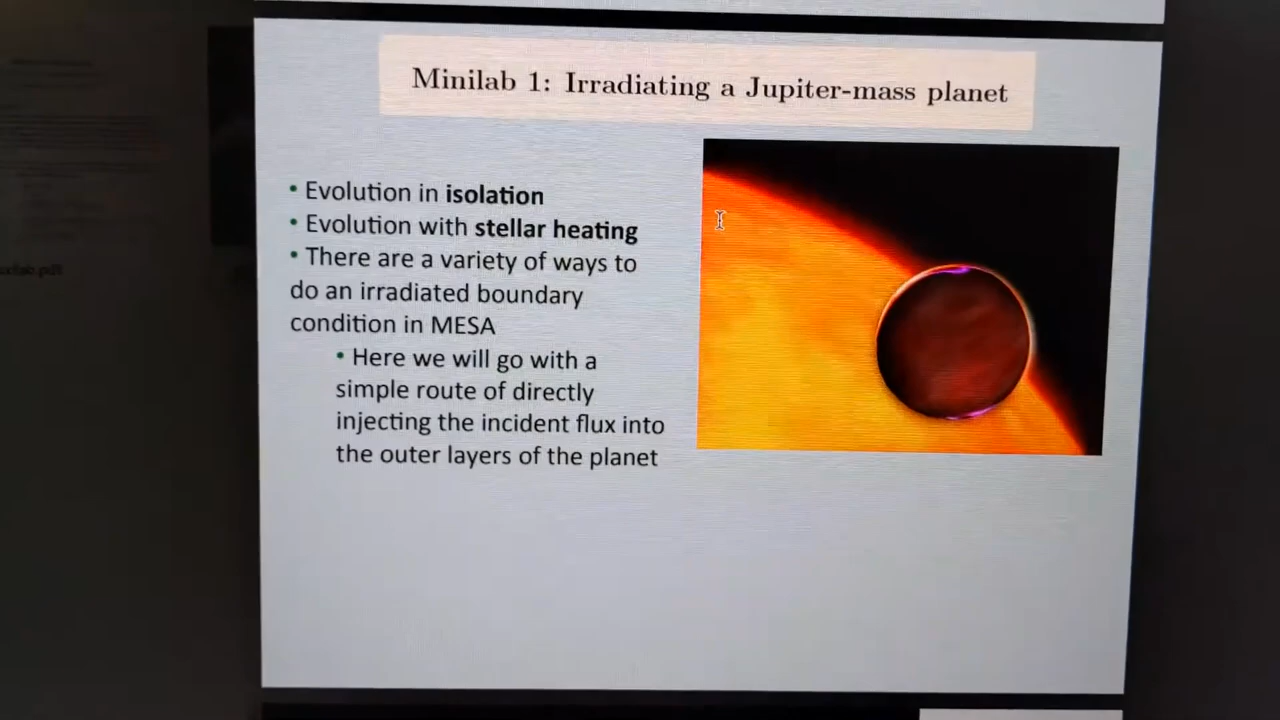 Minilab 1: Irradiating a Jupiter-mass planet
• Evolution in isolation
• Evolution with stellar heating
• There are a variety of ways to
do an irradiated boundary
condition in MESA
• Here we will go with a
simple route of directly
injecting the incident flux into
the outer layers of the planet